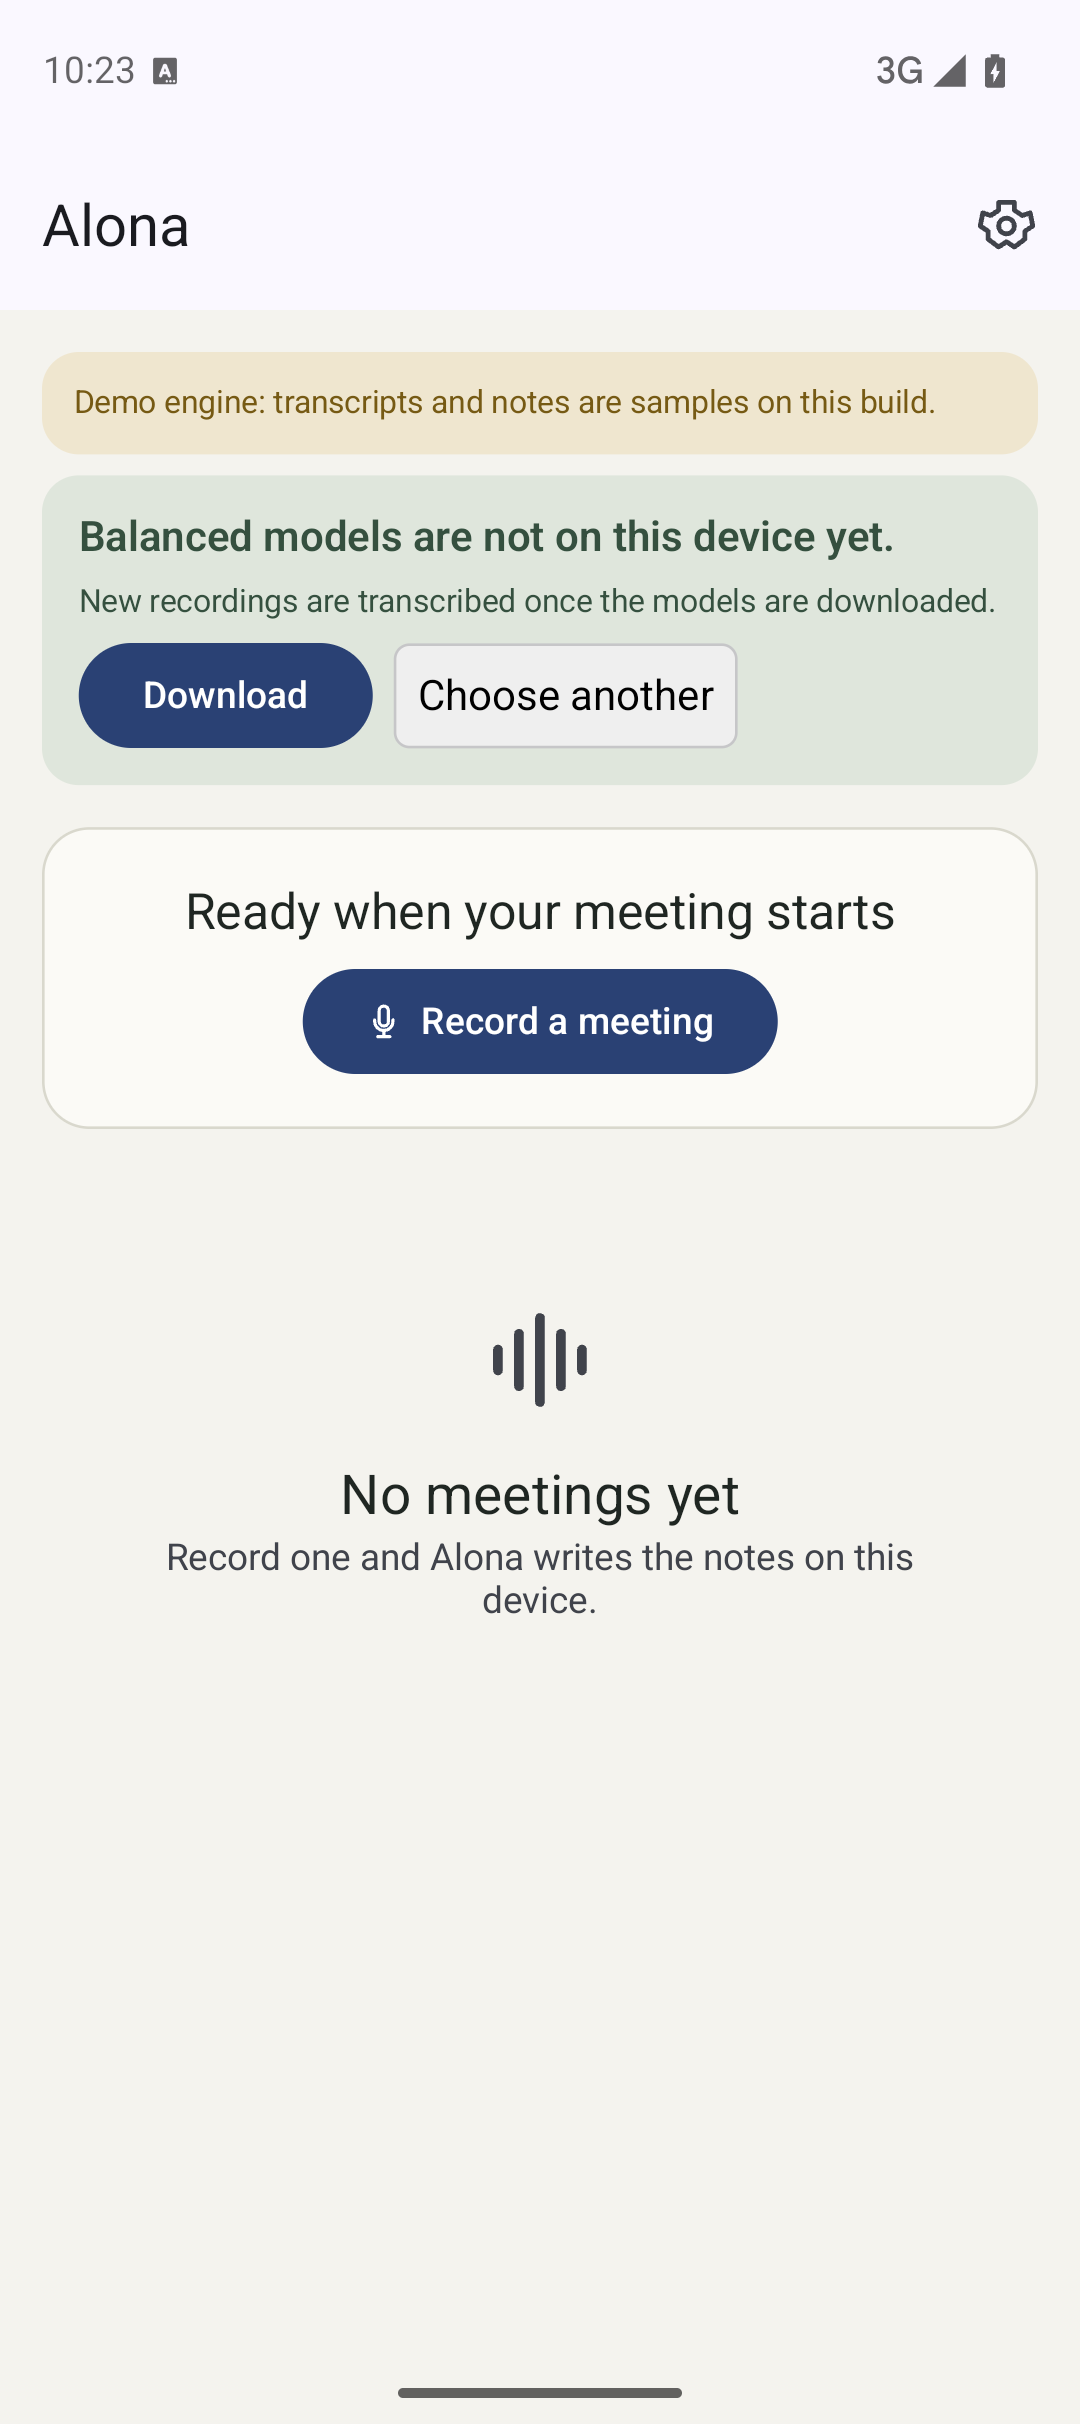 10:23
3G
Alona
Demo engine: transcripts and notes are samples on this build.
Balanced models are not on this device yet.
New recordings are transcribed once the models are downloaded.
Download
Choose another
Ready when your meeting starts
Record a meeting
No meetings yet
Record one and Alona writes the notes on this
device.